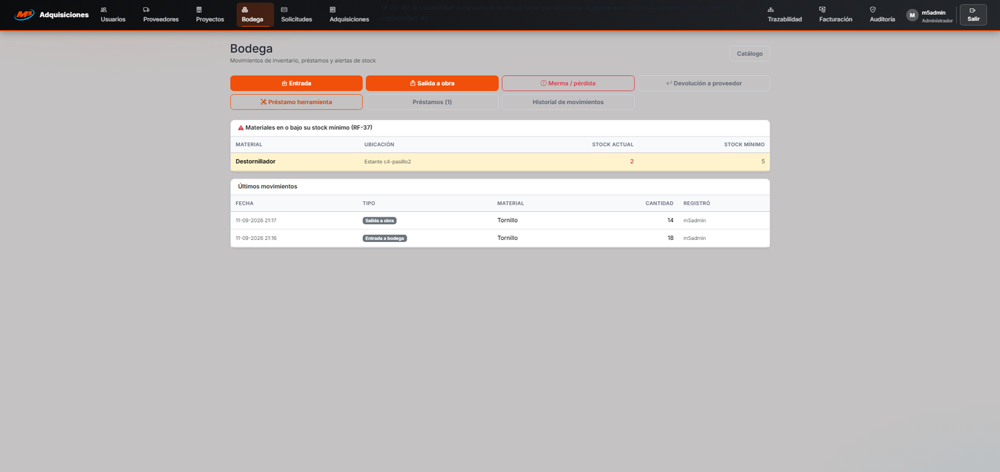 M5 Adquisiciones
Usuarios
Proveedores
Proyectos
Bodega
Solicitudes
Adquisiciones
Trazabilidad
Facturación
Auditoría
M
m5admin
Administrador
Salir
Bodega
Movimientos de inventario, préstamos y alertas de stock
Catálogo
Entrada
Salida a obra
Merma / pérdida
Devolución a proveedor
Préstamo herramienta
Préstamos (1)
Historial de movimientos
Materiales en o bajo su stock mínimo (RF-37)
MATERIAL UBICACIÓN STOCK ACTUAL STOCK MÍNIMO
Destornillador Estante c4-pasillo2 2 5
Últimos movimientos
FECHA TIPO MATERIAL CANTIDAD REGISTRÓ
11-09-2026 21:17 Salida a obra Tornillo 14 m5admin
11-09-2026 21:16 Entrada a bodega Tornillo 18 m5admin